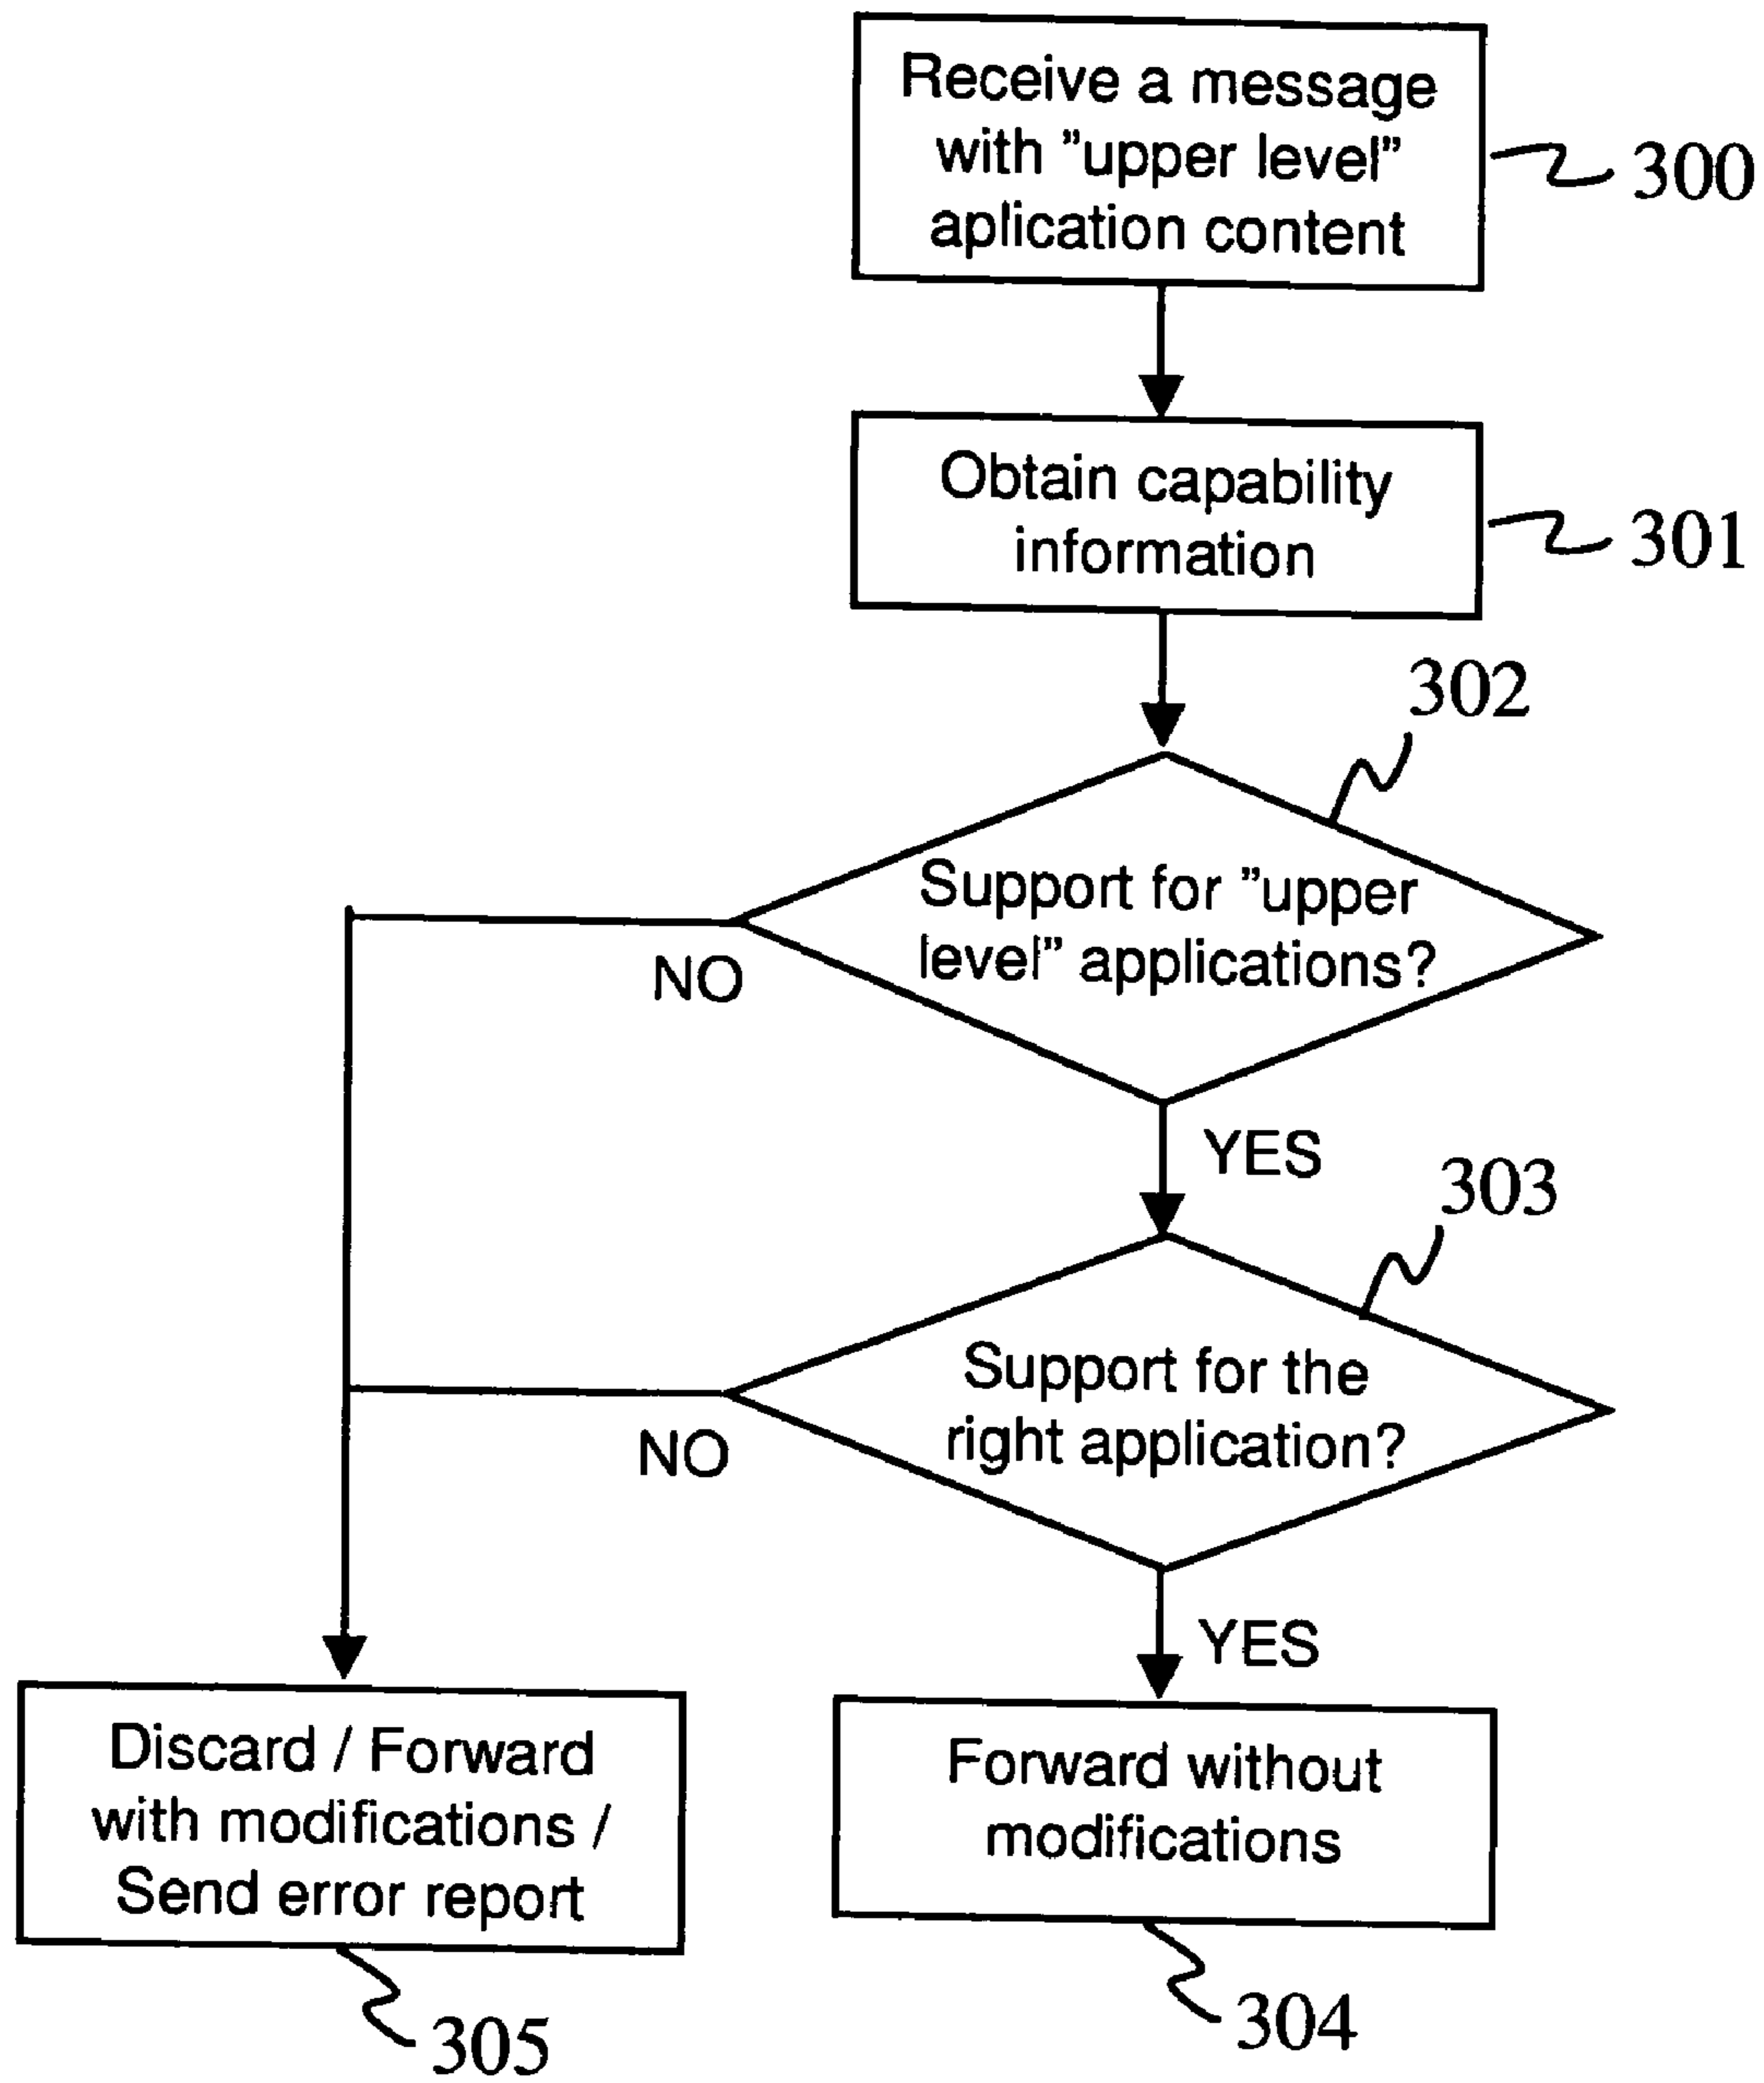 Receive a message
with ”upper level”
aplication content
300
Obtain capability
information
301
302
Support for ”upper
level” applications?
NO
YES
303
Support for the
right application?
NO
YES
Discard / Forward
with modifications /
Send error report
Forward without
modifications
305
304